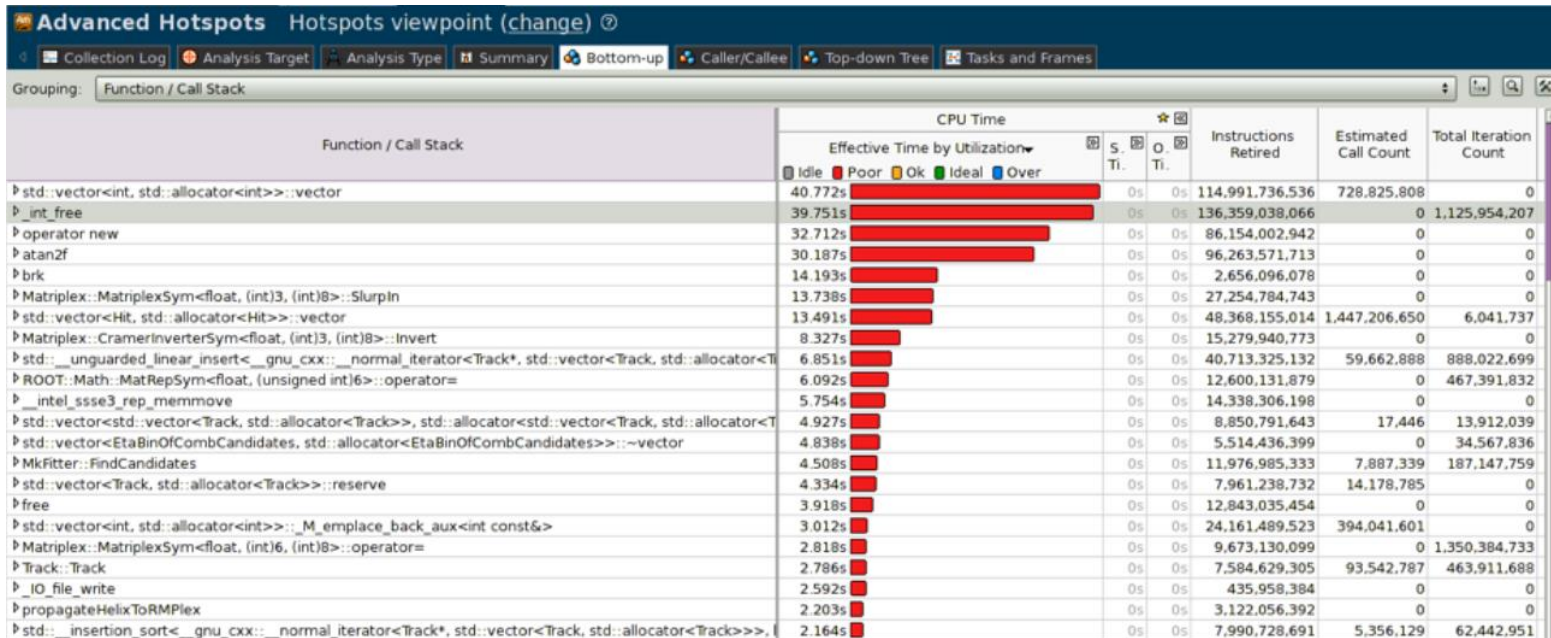 Advanced Hotspots Hotspots viewpoint (change)
Collection Log Analysis Target Analysis Type Summary Bottom-up Caller/Callee Top-down Tree Tasks and Frames
Grouping: Function / Call Stack
Function / Call Stack
CPU Time
Effective Time by Utilization
Idle Poor Ok Ideal Over
S. Ti.
O. Ti.
Instructions Retired
Estimated Call Count
Total Iteration Count
std::vector<int, std::allocator<int>>::vector 40.772s 0s 0s 114,991,736,536 728,825,808 0
_int_free 39.751s 0s 0s 136,359,038,066 0 1,125,954,207
operator new 32.712s 0s 0s 86,154,002,942 0 0
atan2f 30.187s 0s 0s 96,263,571,713 0 0
brk 14.193s 0s 0s 2,656,096,078 0 0
Matriplex::MatriplexSym<float, (int)3, (int)8>::SlurpIn 13.738s 0s 0s 27,254,784,743 0 0
std::vector<Hit, std::allocator<Hit>>::vector 13.491s 0s 0s 48,368,155,014 1,447,206,650 6,041,737
Matriplex::CramerInverterSym<float, (int)3, (int)8>::Invert 8.327s 0s 0s 15,279,940,773 0 0
std::__unguarded_linear_insert<__gnu_cxx::__normal_iterator<Track*, std::vector<Track, std::allocator<Ti 6.851s 0s 0s 40,713,325,132 59,662,888 888,022,699
ROOT::Math::MatRepSym<float, (unsigned int)6>::operator= 6.092s 0s 0s 12,600,131,879 0 467,391,832
__intel_ssse3_rep_memmove 5.754s 0s 0s 14,338,306,198 0 0
std::vector<std::vector<Track, std::allocator<Track>>, std::allocator<std::vector<Track, std::allocator<T 4.927s 0s 0s 8,850,791,643 17,446 13,912,039
std::vector<EtaBinOfCombCandidates, std::allocator<EtaBinOfCombCandidates>>::~vector 4.838s 0s 0s 5,514,436,399 0 34,567,836
MkFitter::FindCandidates 4.508s 0s 0s 11,976,985,333 7,887,339 187,147,759
std::vector<Track, std::allocator<Track>>::reserve 4.334s 0s 0s 7,961,238,732 14,178,785 0
free 3.918s 0s 0s 12,843,035,454 0 0
std::vector<int, std::allocator<int>>::_M_emplace_back_aux<int const&> 3.012s 0s 0s 24,161,489,523 394,041,601 0
Matriplex::MatriplexSym<float, (int)6, (int)8>::operator= 2.818s 0s 0s 9,673,130,099 0 1,350,384,733
Track::Track 2.786s 0s 0s 7,584,629,305 93,542,787 463,911,688
_IO_file_write 2.592s 0s 0s 435,958,384 0 0
propagateHelixToRMPlex 2.203s 0s 0s 3,122,056,392 0 0
std::__insertion_sort<__gnu_cxx::__normal_iterator<Track*, std::vector<Track, std::allocator<Track>>>, 2.164s 0s 0s 7,990,728,691 5,356,129 62,442,951